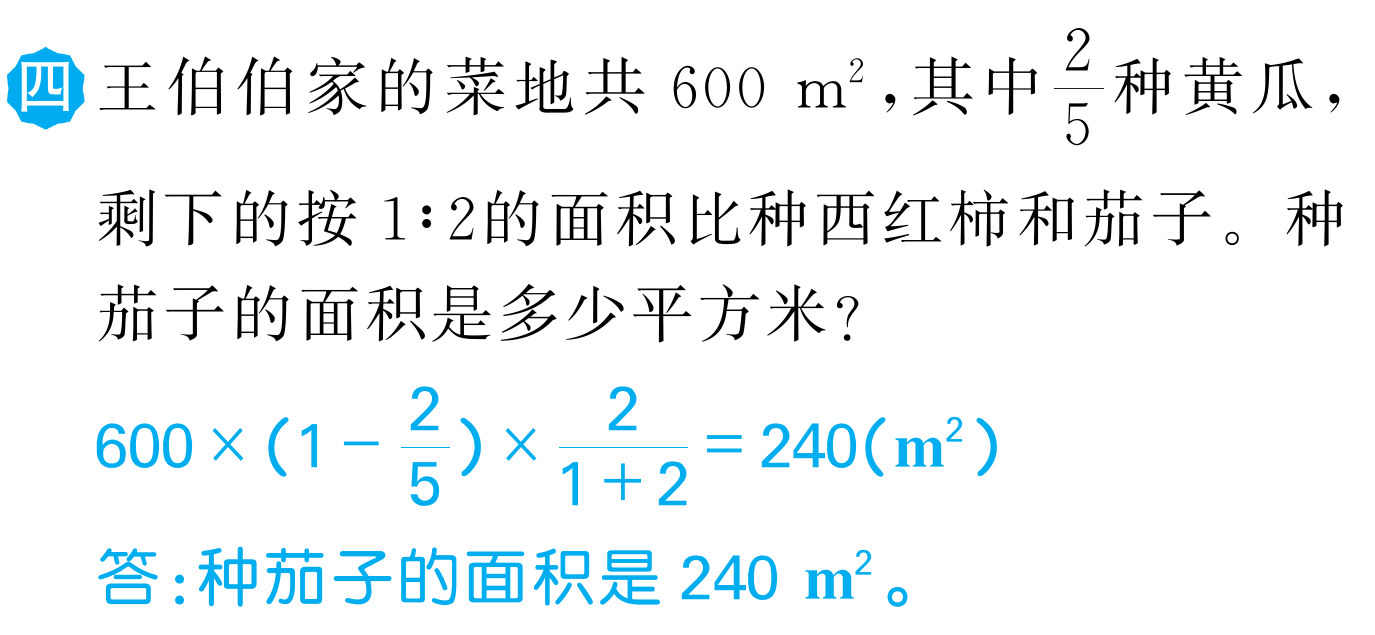 四 王伯伯家的菜地共 600 m²,其中2/5种黄瓜,
剩下的按 1∶2的面积比种西红柿和茄子。种
茄子的面积是多少平方米?
600×(1-2/5)×2/(1+2)=240(m²)
答:种茄子的面积是 240 m²。